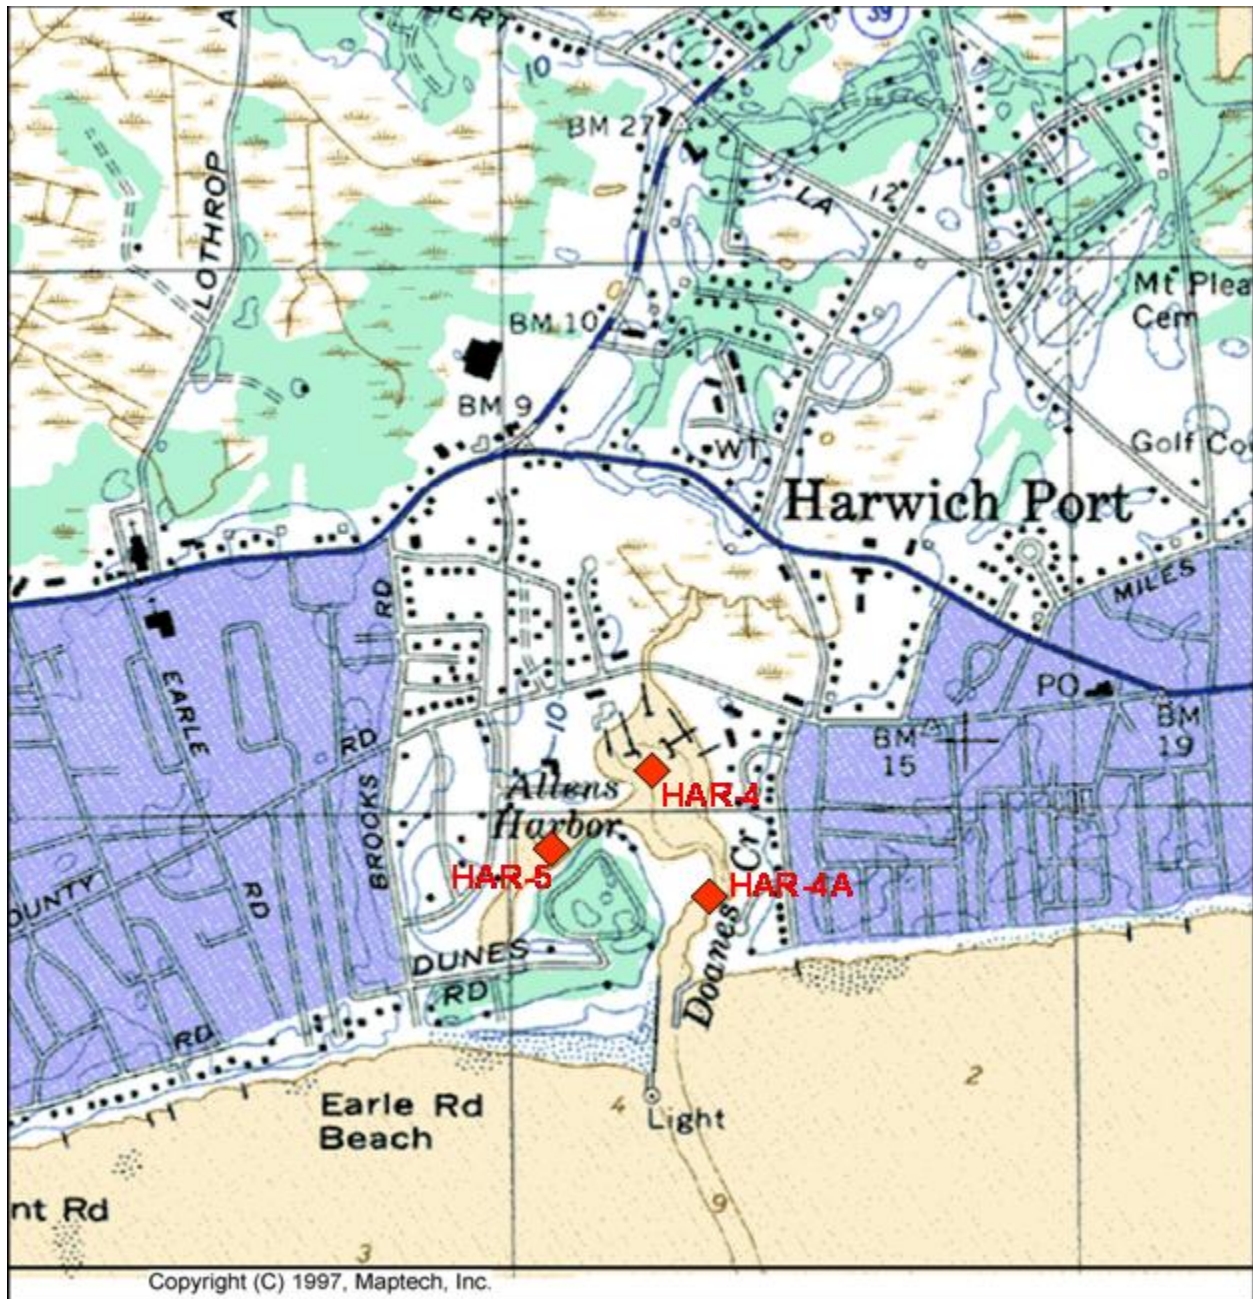 39
10
BM 27
LA
12
LOTHROP
Mt Plea
Cem
BM 10
BM 9
WT
Golf Co
Harwich Port
RD
MILES
EARLE
PO
BM
19
BM
15
10
RD
Allens
Harbor
HAR-4
BROOKS
HAR-5
HAR-4A
Doanes Cr
OUNTY
RD
DUNES
RD
RD
2
Earle Rd
Beach
4
Light
9
nt Rd
3
Copyright (C) 1997, Maptech, Inc.